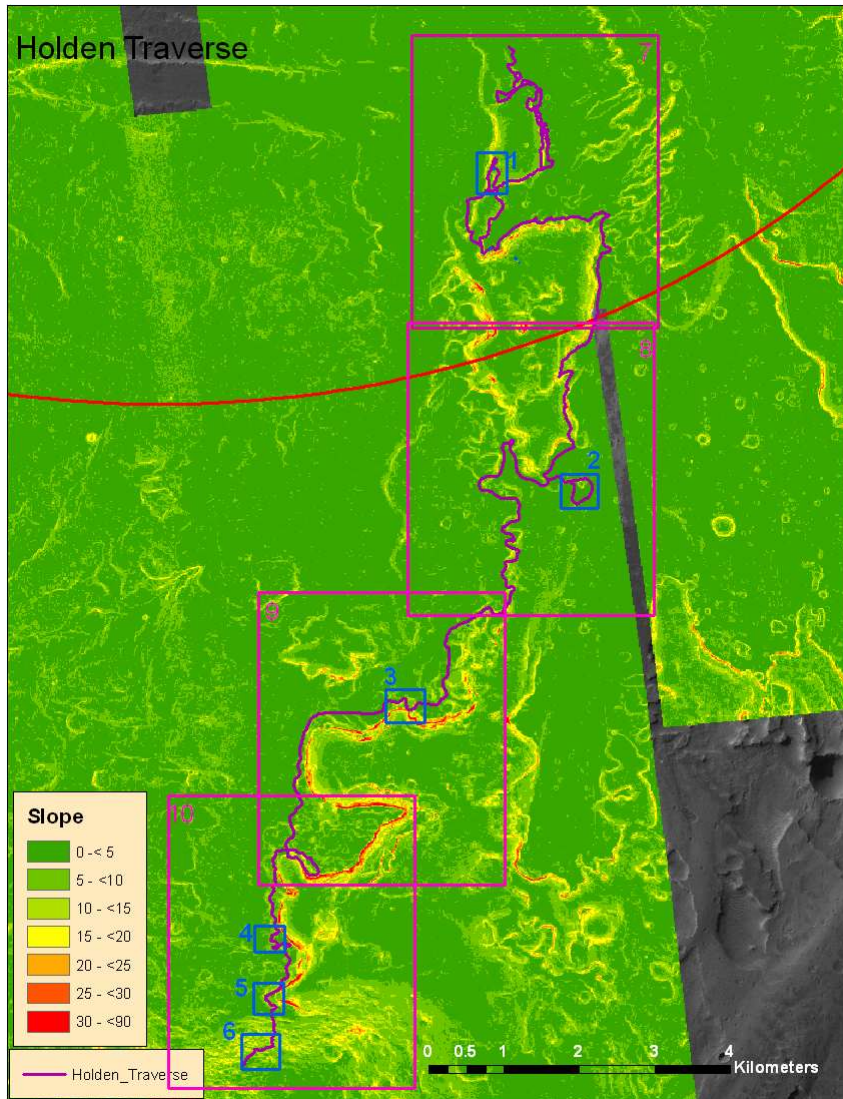 Holden Traverse
7
1
8
2
9
3
10
4
5
6
Slope
0 -< 5
5 - <10
10 - <15
15 - <20
20 - <25
25 - <30
30 - <90
Holden_Traverse
0 0.5 1 2 3 4
Kilometers